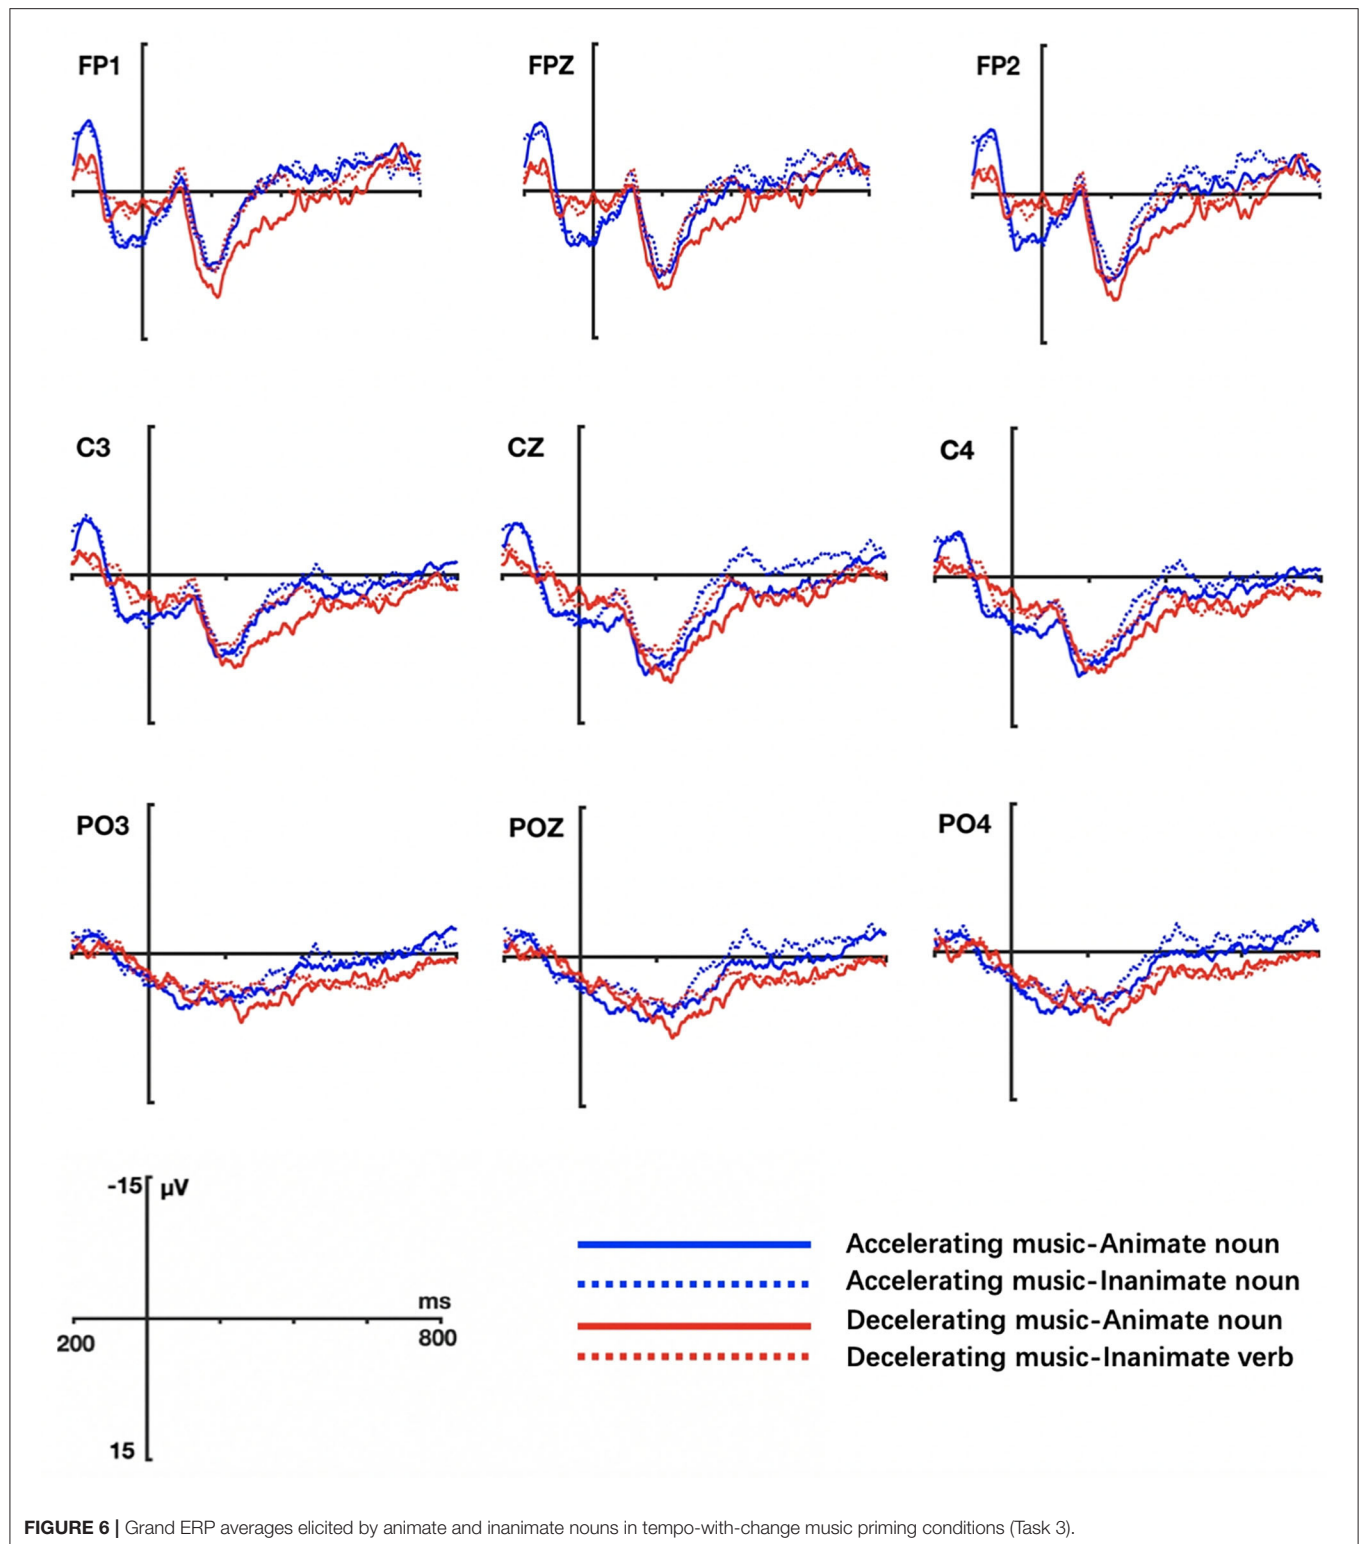 FP1
FPZ
FP2
C3
CZ
C4
PO3
POZ
PO4
-15 µV
ms
200
800
15
Accelerating music-Animate noun
Accelerating music-Inanimate noun
Decelerating music-Animate noun
Decelerating music-Inanimate verb
FIGURE 6 | Grand ERP averages elicited by animate and inanimate nouns in tempo-with-change music priming conditions (Task 3).